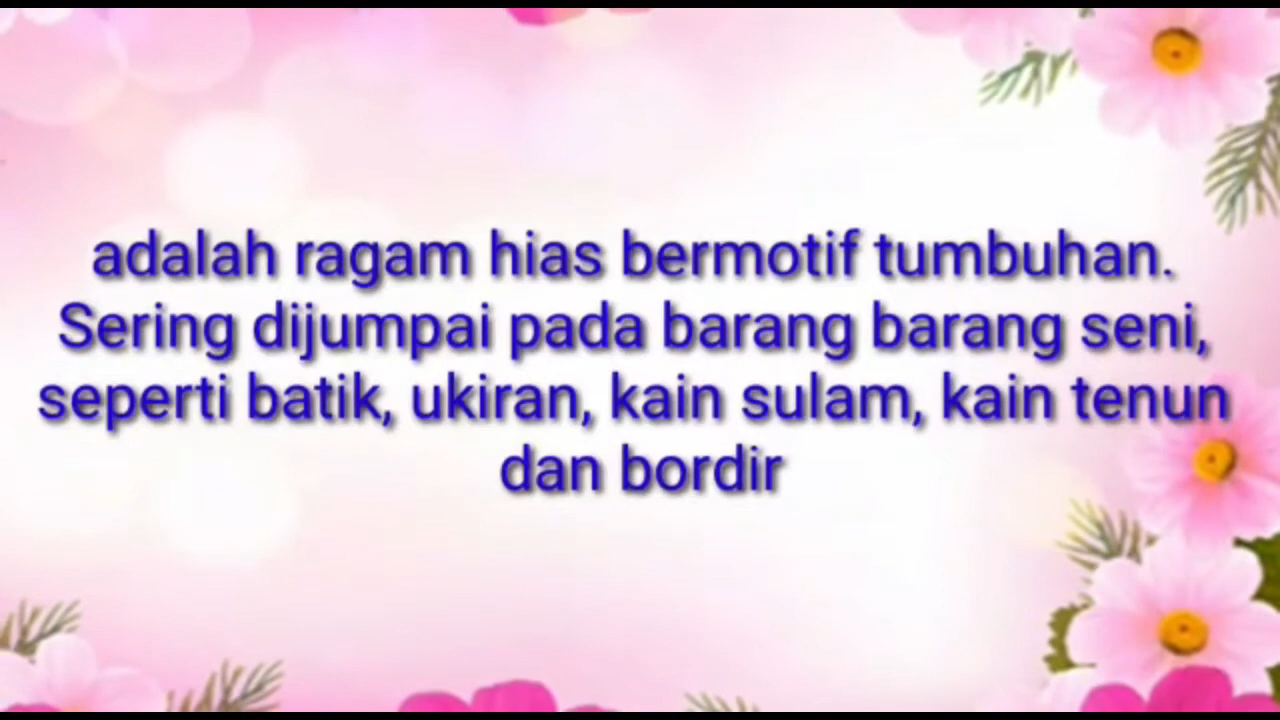 adalah ragam hias bermotif tumbuhan.
Sering dijumpai pada barang barang seni,
seperti batik, ukiran, kain sulam, kain tenun
dan bordir